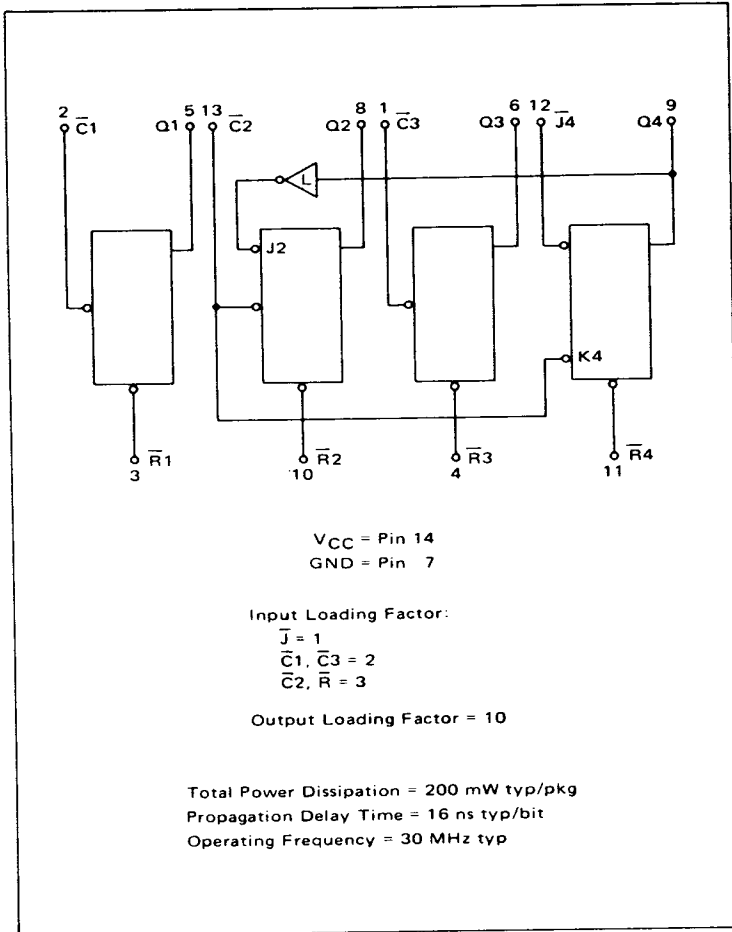 2 5 13 8 1 6 12 9
C̅1 Q1 C̅2 Q2 C̅3 Q3 J̅4 Q4
L
J2
K4
R̅1 R̅2 R̅3 R̅4
3 10 4 11
VCC = Pin 14
GND = Pin 7
Input Loading Factor:
J̅ = 1
C̅1, C̅3 = 2
C̅2, R̅ = 3
Output Loading Factor = 10
Total Power Dissipation = 200 mW typ/pkg
Propagation Delay Time = 16 ns typ/bit
Operating Frequency = 30 MHz typ